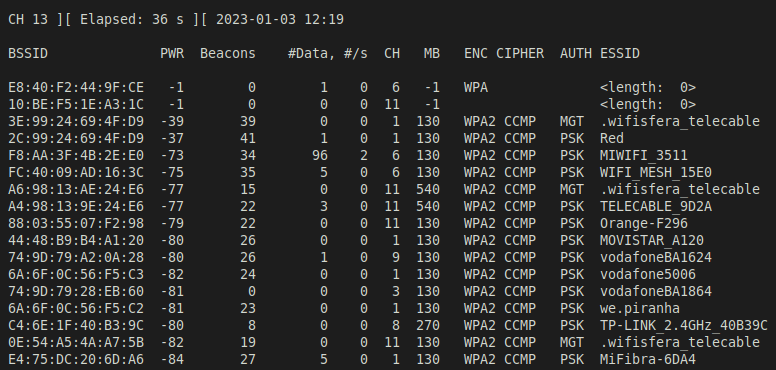 CH 13 ][ Elapsed: 36 s ][ 2023-01-03 12:19
BSSID PWR Beacons #Data, #/s CH MB ENC CIPHER AUTH ESSID
E8:40:F2:44:9F:CE -1 0 1 0 6 -1 WPA <length: 0>
10:BE:F5:1E:A3:1C -1 0 0 0 11 -1 <length: 0>
3E:99:24:69:4F:D9 -39 39 0 0 1 130 WPA2 CCMP MGT .wifisfera_telecable
2C:99:24:69:4F:D9 -37 41 1 0 1 130 WPA2 CCMP PSK Red
F8:AA:3F:4B:2E:E0 -73 34 96 2 6 130 WPA2 CCMP PSK MIWIFI_3511
FC:40:09:AD:16:3C -75 35 5 0 6 130 WPA2 CCMP PSK WIFI_MESH_15E0
A6:98:13:AE:24:E6 -77 15 0 0 11 540 WPA2 CCMP MGT .wifisfera_telecable
A4:98:13:9E:24:E6 -77 22 3 0 11 540 WPA2 CCMP PSK TELECABLE_9D2A
88:03:55:07:F2:98 -79 22 0 0 11 130 WPA2 CCMP PSK Orange-F296
44:48:B9:B4:A1:20 -80 26 0 0 1 130 WPA2 CCMP PSK MOVISTAR_A120
74:9D:79:A2:0A:28 -80 26 1 0 9 130 WPA2 CCMP PSK vodafoneBA1624
6A:6F:0C:56:F5:C3 -82 24 0 0 1 130 WPA2 CCMP PSK vodafone5006
74:9D:79:28:EB:60 -81 0 0 0 3 130 WPA2 CCMP PSK vodafoneBA1864
6A:6F:0C:56:F5:C2 -81 23 0 0 1 130 WPA2 CCMP PSK we.piranha
C4:6E:1F:40:B3:9C -80 8 0 0 8 270 WPA2 CCMP PSK TP-LINK_2.4GHz_40B39C
0E:54:A5:4A:A7:5B -82 19 0 0 11 130 WPA2 CCMP MGT .wifisfera_telecable
E4:75:DC:20:6D:A6 -84 27 5 0 1 130 WPA2 CCMP PSK MiFibra-6DA4